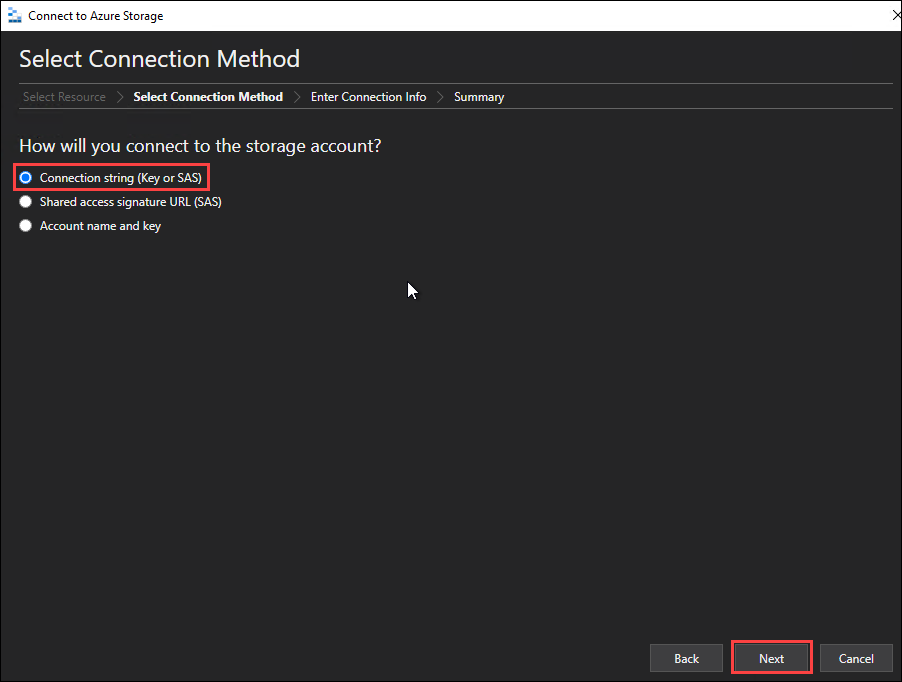 Connect to Azure Storage
Select Connection Method
Select Resource Select Connection Method Enter Connection Info Summary
How will you connect to the storage account?
Connection string (Key or SAS)
Shared access signature URL (SAS)
Account name and key
Back Next Cancel